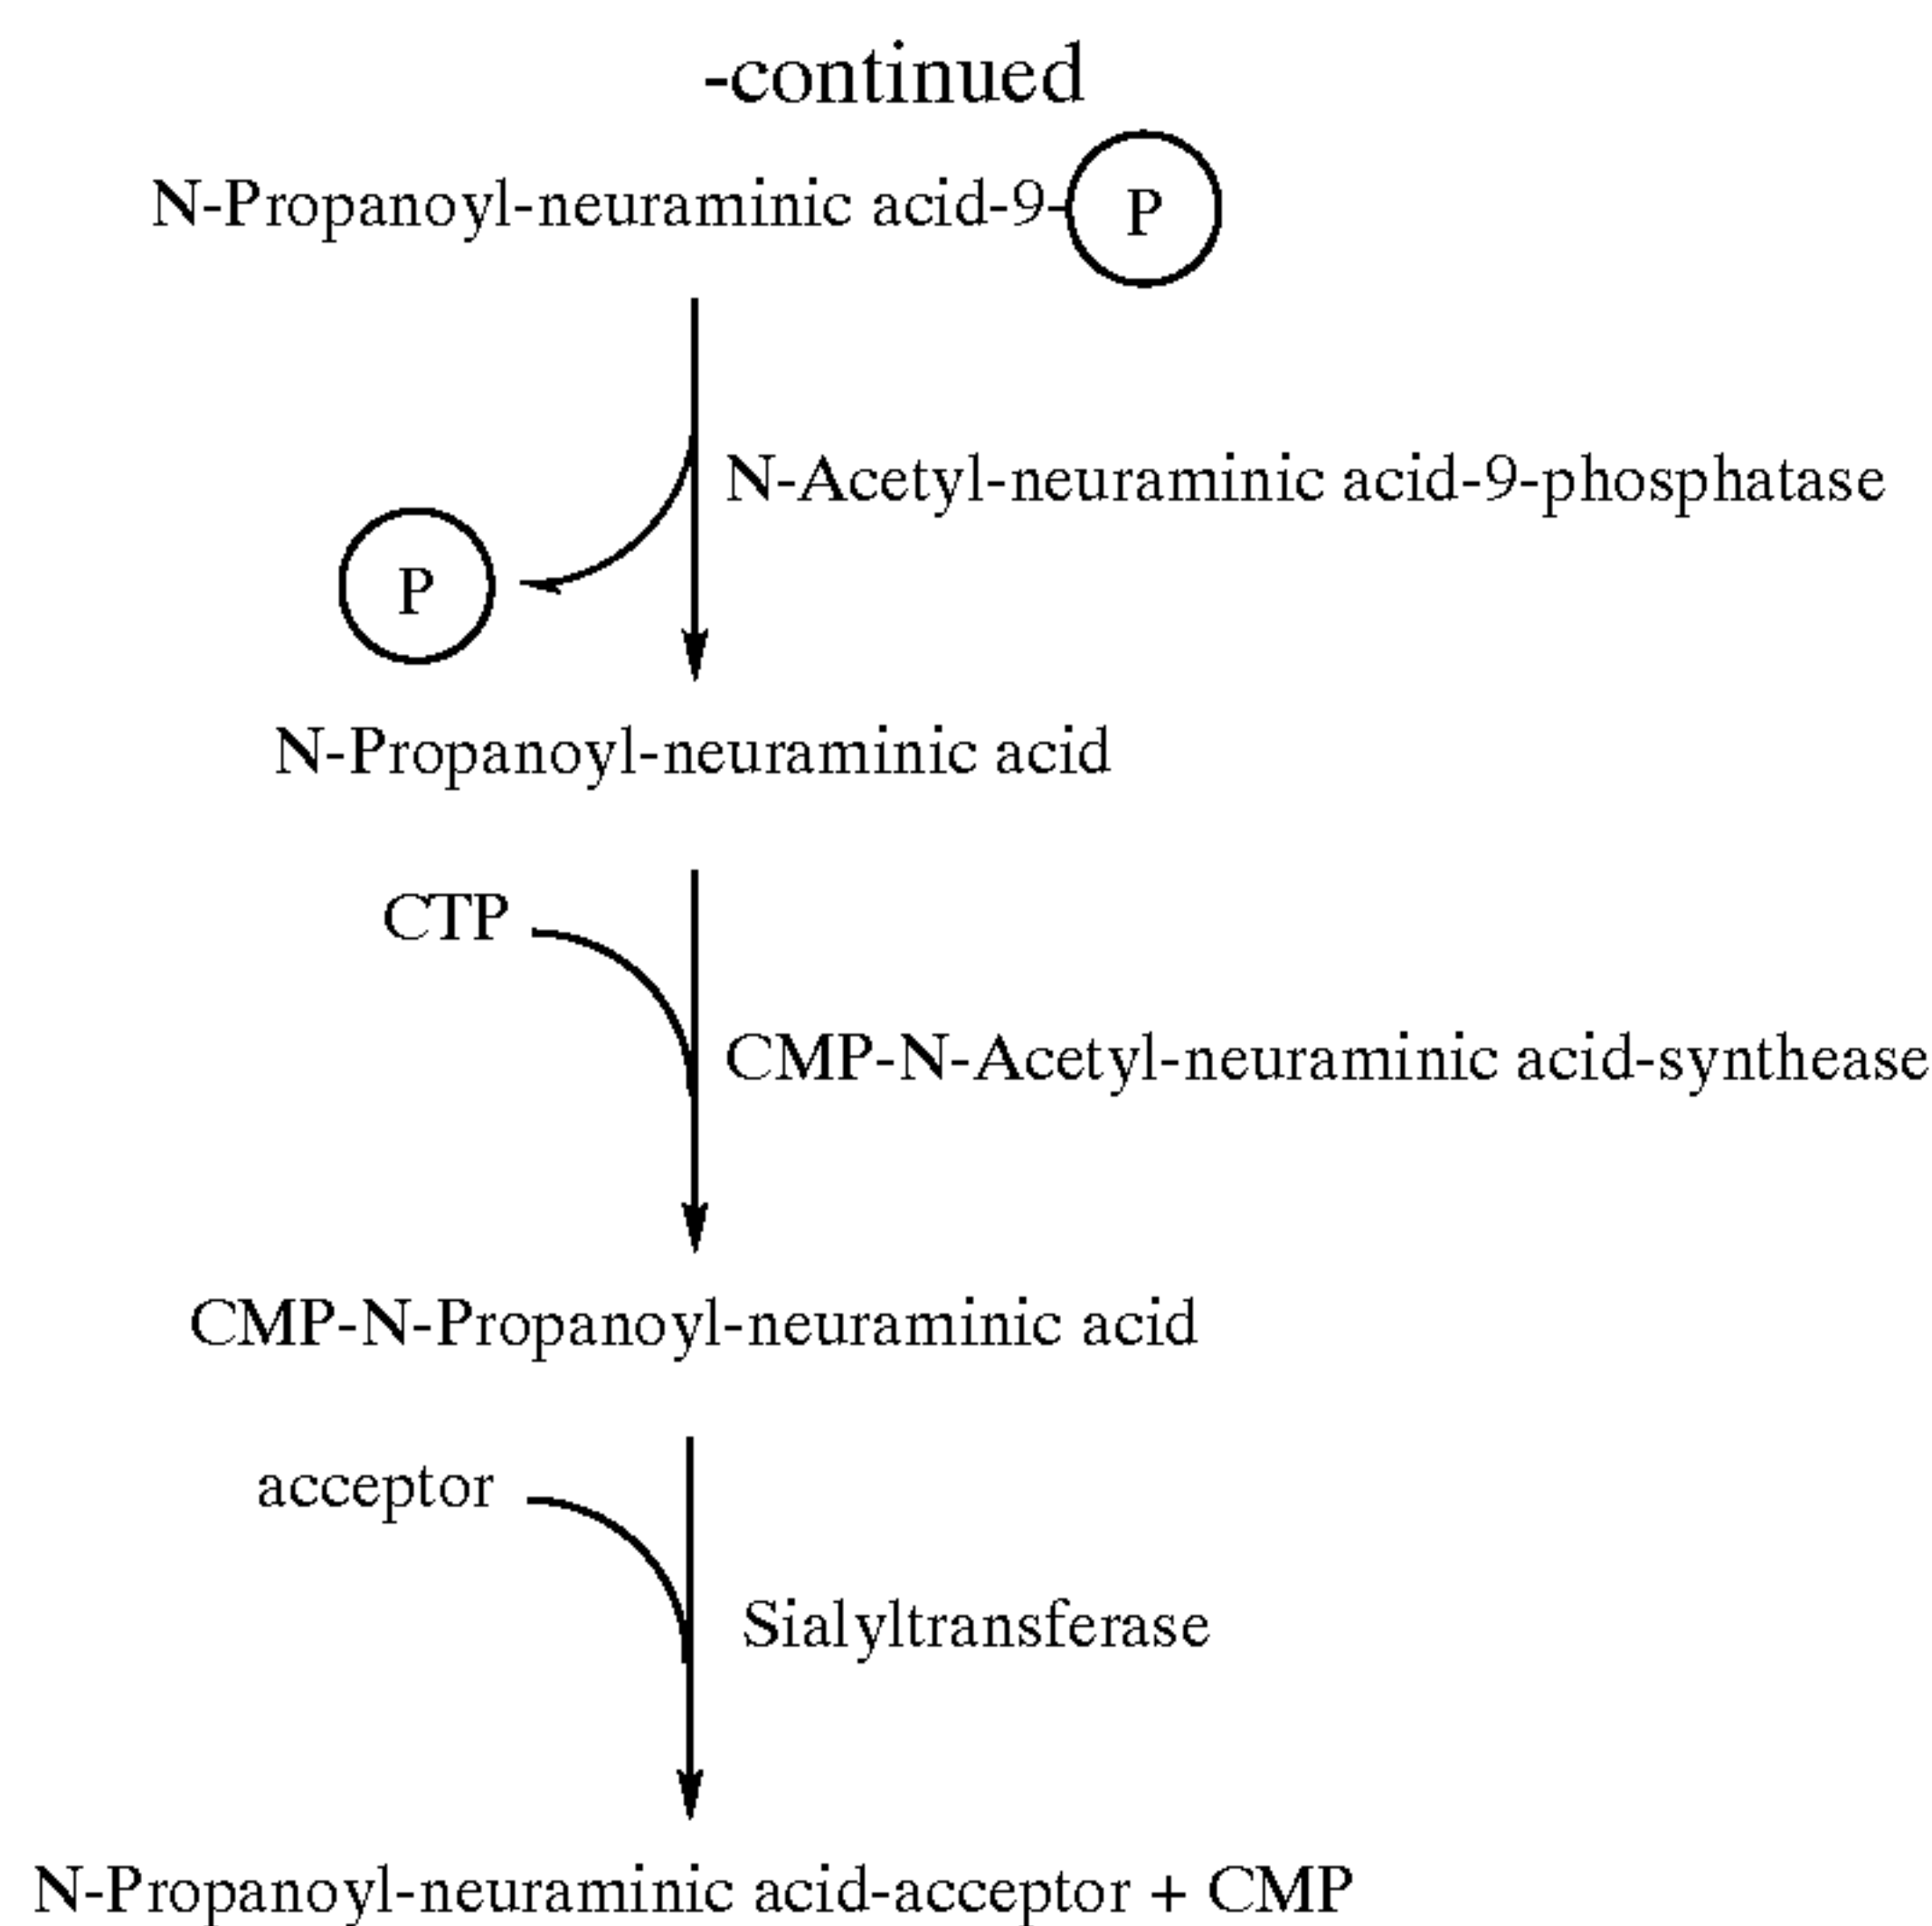 -continued
N-Propanoyl-neuraminic acid-9-P
N-Acetyl-neuraminic acid-9-phosphatase
P
N-Propanoyl-neuraminic acid
CTP
CMP-N-Acetyl-neuraminic acid-synthease
CMP-N-Propanoyl-neuraminic acid
acceptor
Sialyltransferase
N-Propanoyl-neuraminic acid-acceptor + CMP